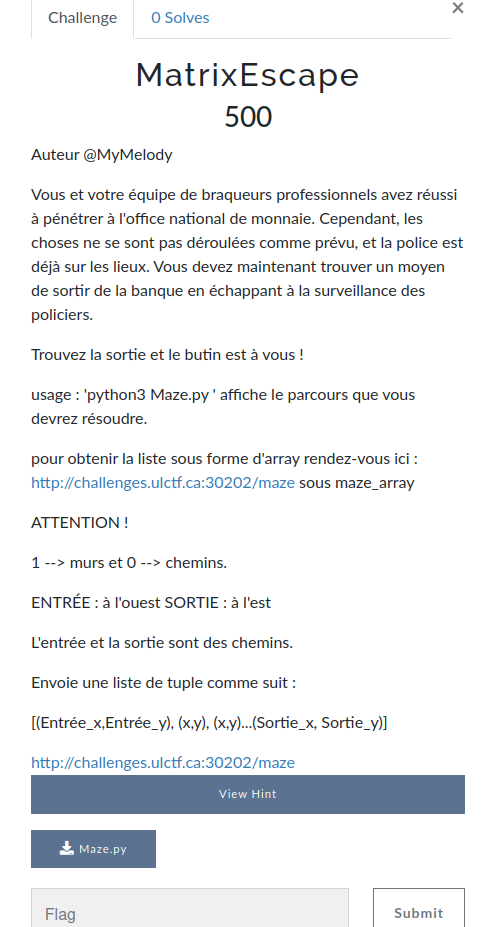 Challenge
0 Solves
×
MatrixEscape
500
Auteur @MyMelody
Vous et votre équipe de braqueurs professionnels avez réussi
à pénétrer à l'office national de monnaie. Cependant, les
choses ne se sont pas déroulées comme prévu, et la police est
déjà sur les lieux. Vous devez maintenant trouver un moyen
de sortir de la banque en échappant à la surveillance des
policiers.
Trouvez la sortie et le butin est à vous !
usage : 'python3 Maze.py ' affiche le parcours que vous
devrez résoudre.
pour obtenir la liste sous forme d'array rendez-vous ici :
http://challenges.ulctf.ca:30202/maze sous maze_array
ATTENTION !
1 --> murs et 0 --> chemins.
ENTRÉE : à l'ouest SORTIE : à l'est
L'entrée et la sortie sont des chemins.
Envoie une liste de tuple comme suit :
[(Entrée_x,Entrée_y), (x,y), (x,y)...(Sortie_x, Sortie_y)]
http://challenges.ulctf.ca:30202/maze
View Hint
Maze.py
Flag
Submit